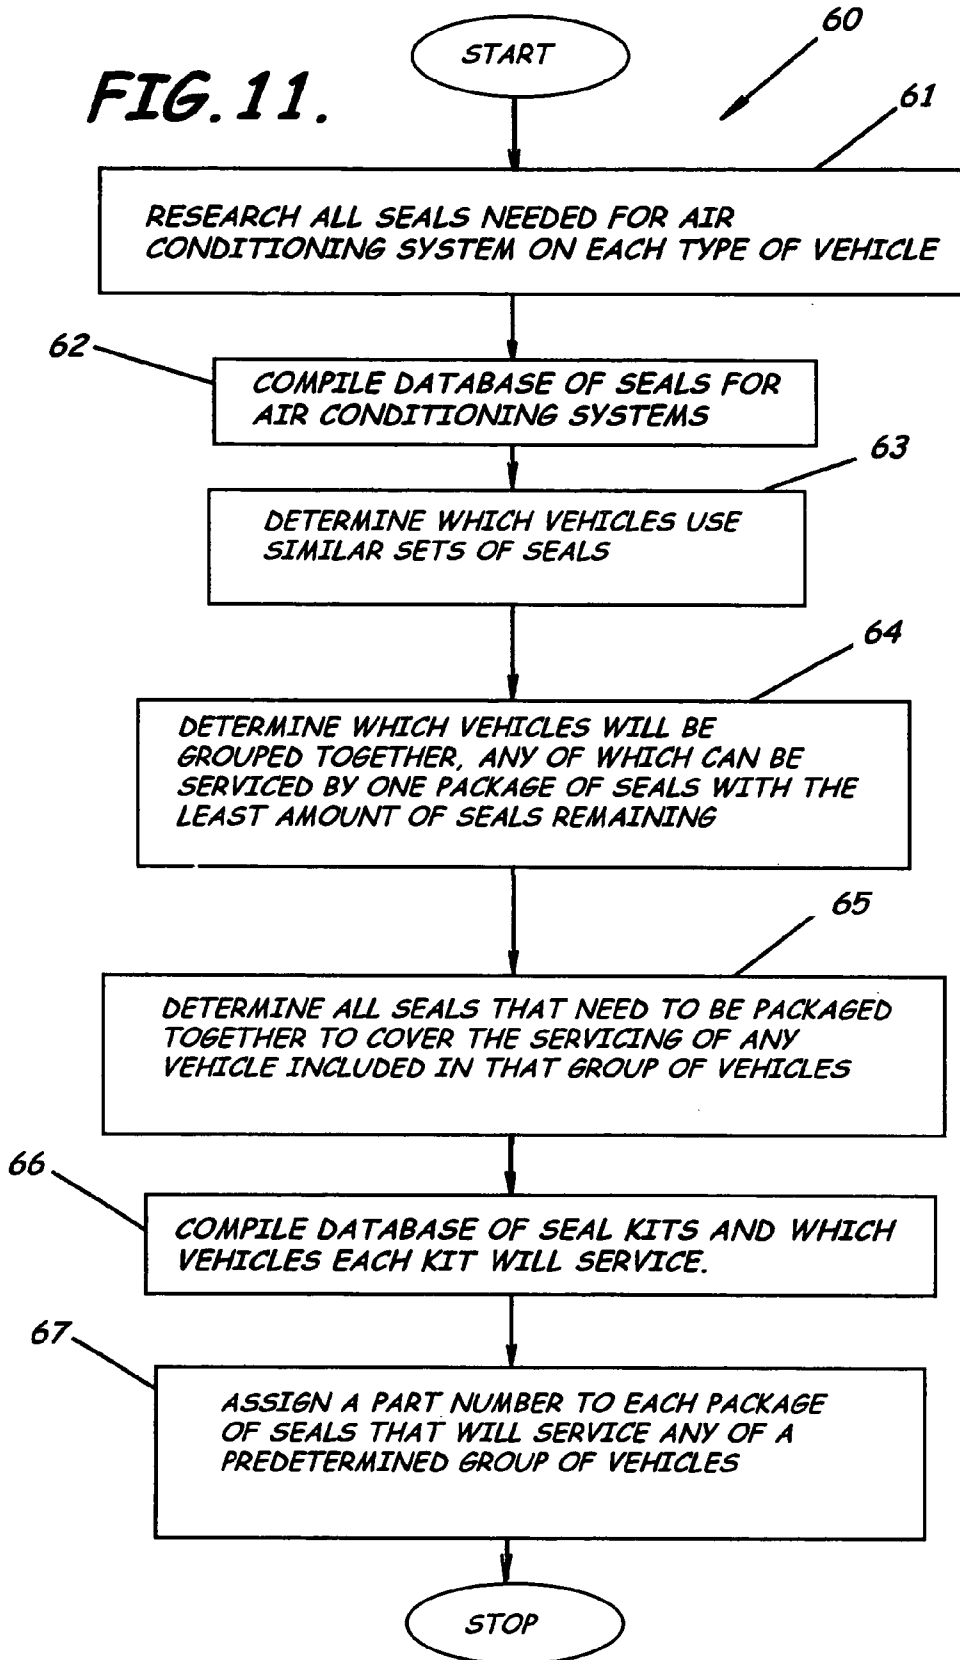 FIG.11.
START
60
61
RESEARCH ALL SEALS NEEDED FOR AIR
CONDITIONING SYSTEM ON EACH TYPE OF VEHICLE
62
COMPILE DATABASE OF SEALS FOR
AIR CONDITIONING SYSTEMS
63
DETERMINE WHICH VEHICLES USE
SIMILAR SETS OF SEALS
64
DETERMINE WHICH VEHICLES WILL BE
GROUPED TOGETHER, ANY OF WHICH CAN BE
SERVICED BY ONE PACKAGE OF SEALS WITH THE
LEAST AMOUNT OF SEALS REMAINING
65
DETERMINE ALL SEALS THAT NEED TO BE PACKAGED
TOGETHER TO COVER THE SERVICING OF ANY
VEHICLE INCLUDED IN THAT GROUP OF VEHICLES
66
COMPILE DATABASE OF SEAL KITS AND WHICH
VEHICLES EACH KIT WILL SERVICE.
67
ASSIGN A PART NUMBER TO EACH PACKAGE
OF SEALS THAT WILL SERVICE ANY OF A
PREDETERMINED GROUP OF VEHICLES
STOP